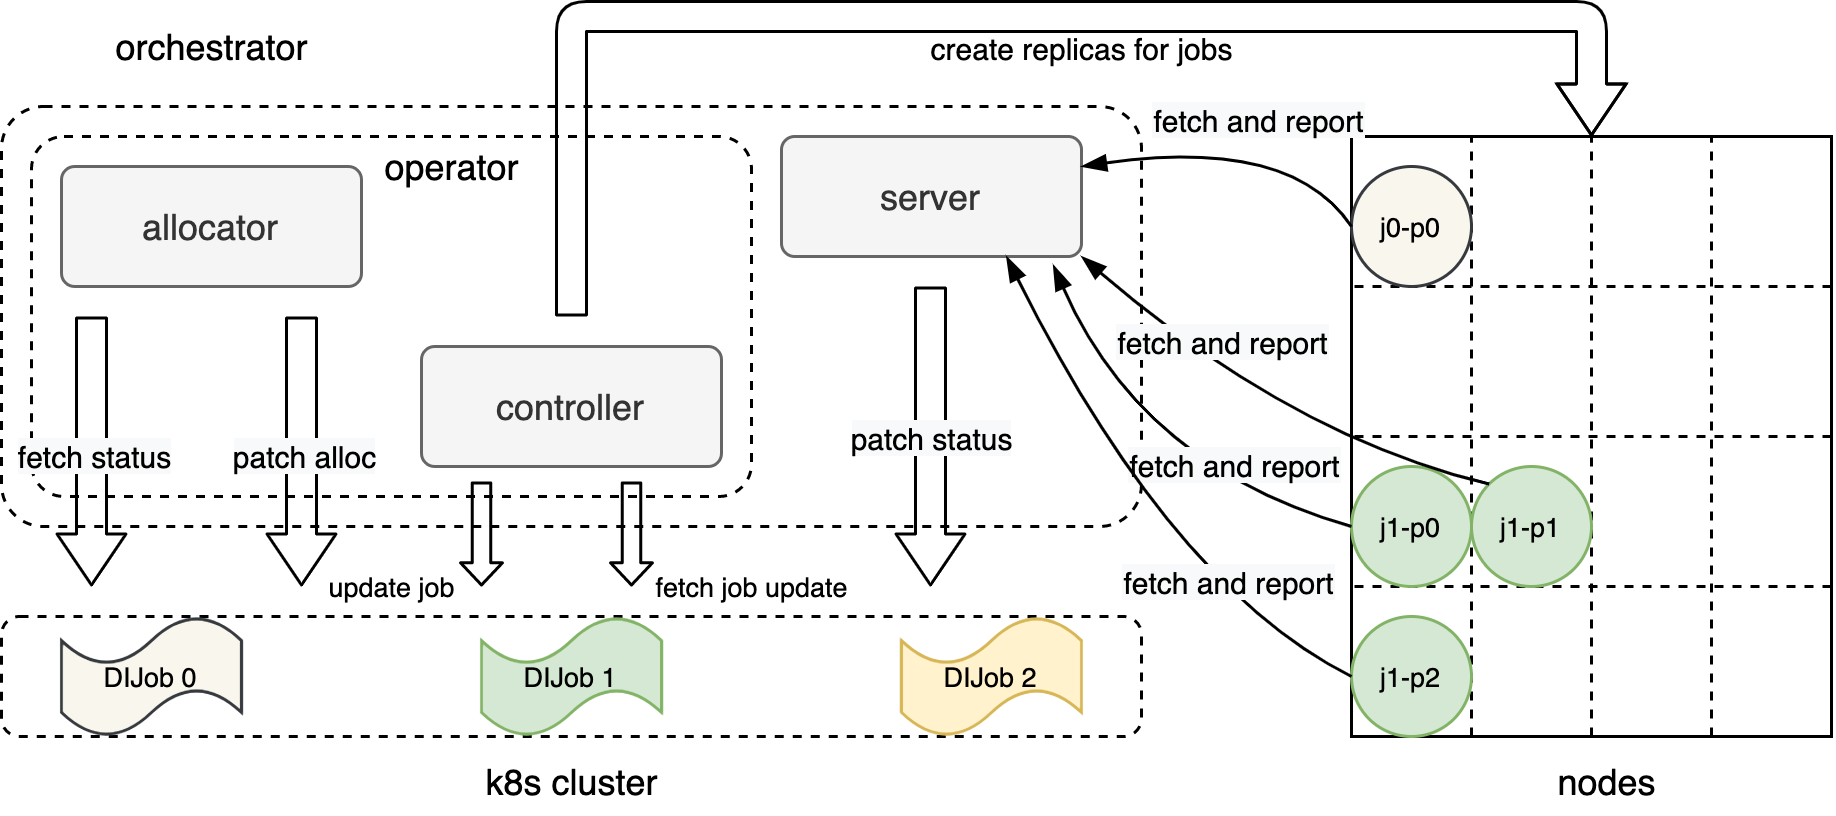 orchestrator
create replicas for jobs
fetch and report
operator
allocator
server
j0-p0
fetch and report
controller
fetch status
patch alloc
patch status
fetch and report
j1-p0
j1-p1
update job
fetch job update
fetch and report
DIJob 0
DIJob 1
DIJob 2
j1-p2
k8s cluster
nodes